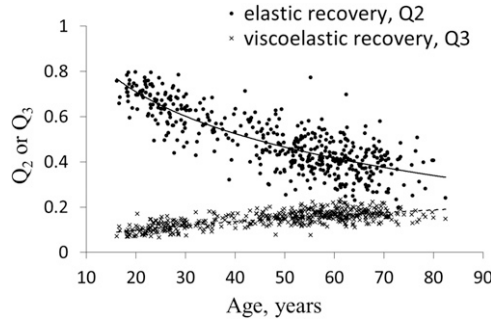 • elastic recovery, Q2
× viscoelastic recovery, Q3
1
0.8
0.6
0.4
0.2
0
Q₂ or Q₃
10 20 30 40 50 60 70 80 90
Age, years